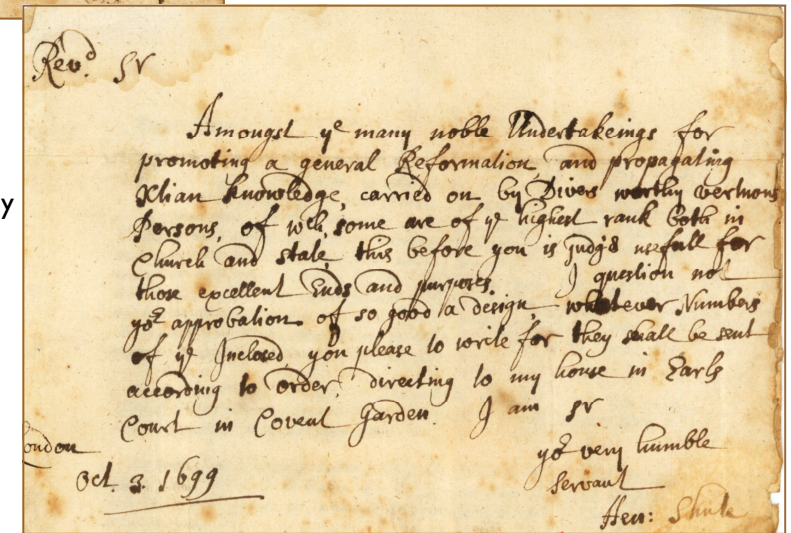 y
Revd Sr
Amongst ye many noble Undertakeings for
promoting a general Reformation, and propagating
Xtian knowledge, carried on by Divers worthy vertuous
Persons, of wch, some are of ye highest rank both in
Church and state, this before you is judg'd usefull for
those excellent Ends and purposes. I question not
yor approbation of so good a design, whatever Numbers
of ye Inclosed you please to write for they shall be sent
according to order, directing to my house in Earls
Court in Covent Garden. I am Sr
yor very humble
servant
Hen: Shute
ondon
Oct. 3. 1699